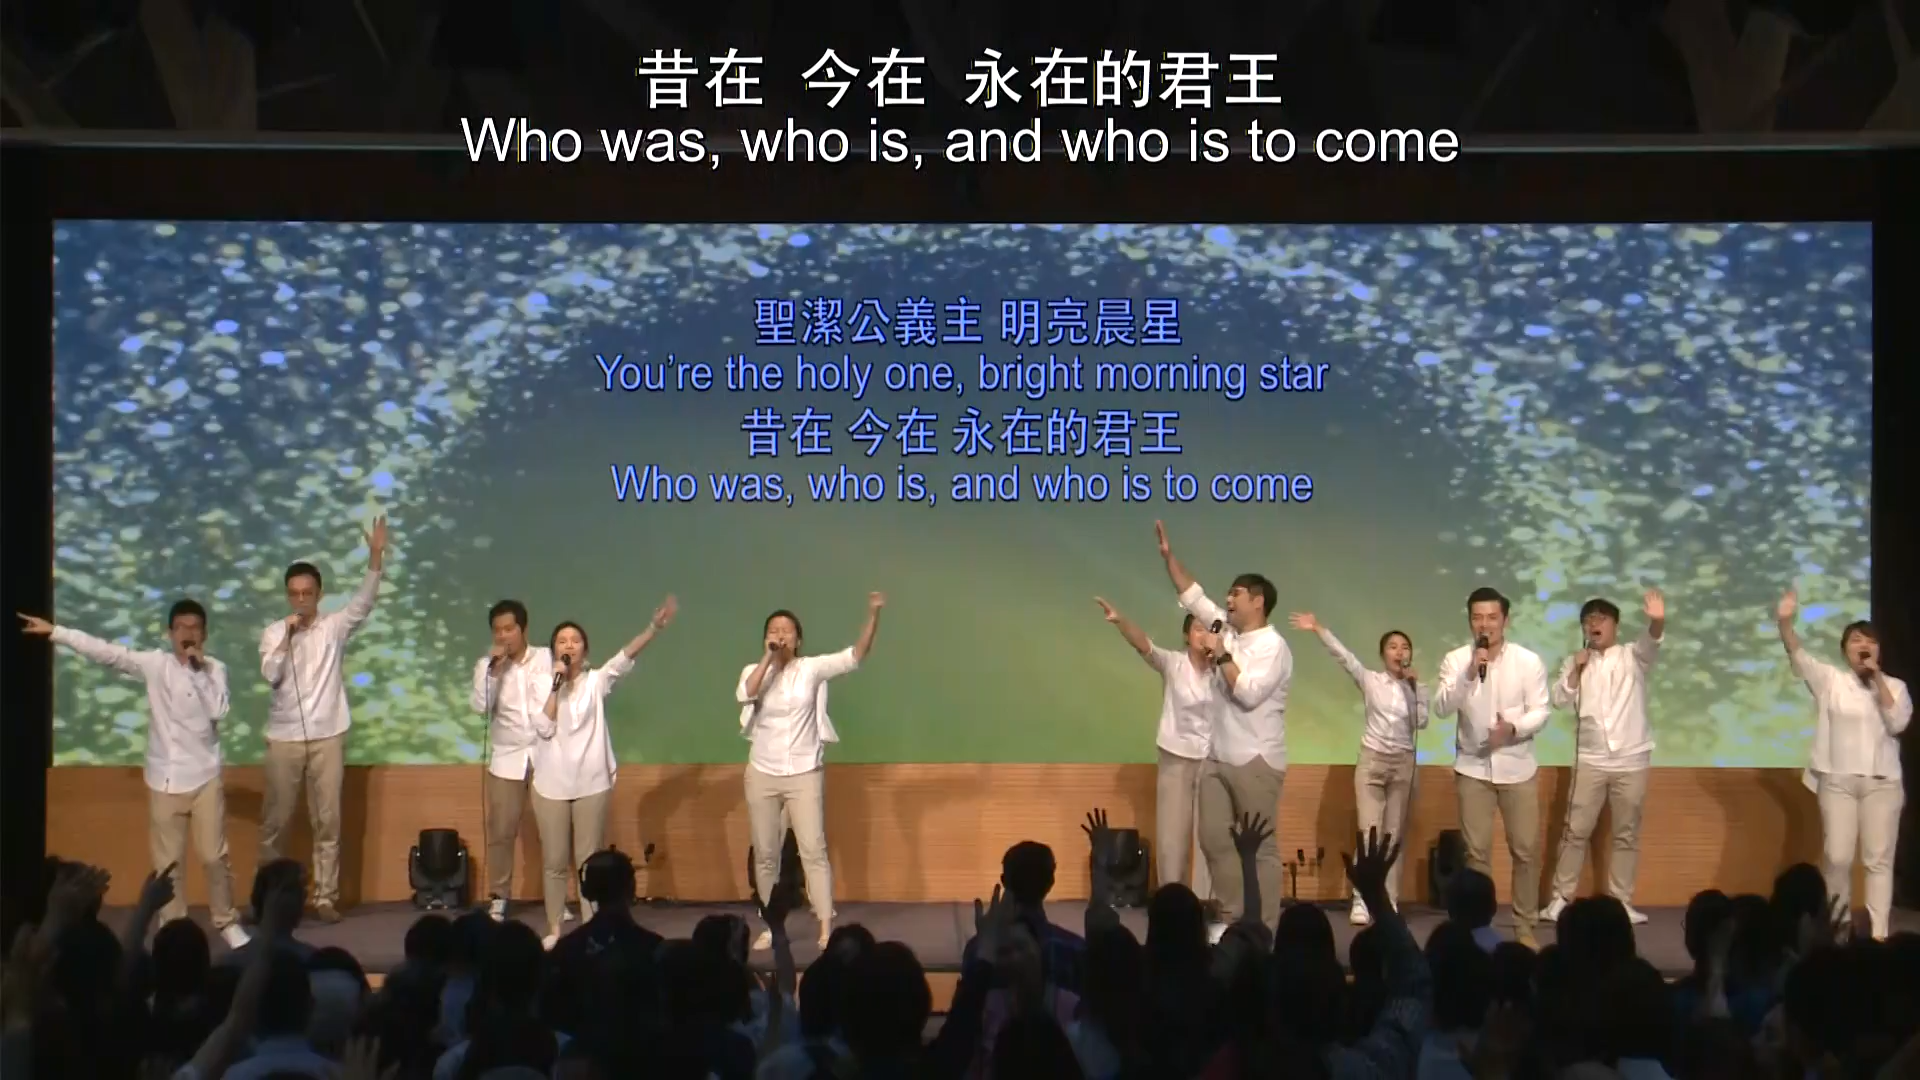 昔在 今在 永在的君王
Who was, who is, and who is to come
聖潔公義主 明亮晨星
You're the holy one, bright morning star
昔在 今在 永在的君王
Who was, who is, and who is to come